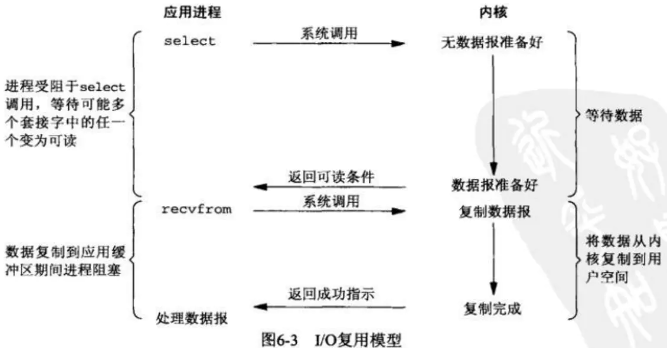 应用进程
内核
select
系统调用
无数据报准备好
进程受阻于select
调用，等待可能多
个套接字中的任一
个变为可读
等待数据
返回可读条件
数据报准备好
recvfrom
系统调用
复制数据报
数据复制到应用缓
冲区期间进程阻塞
将数据从内
核复制到用
户空间
返回成功指示
复制完成
处理数据报
图6-3 I/O复用模型